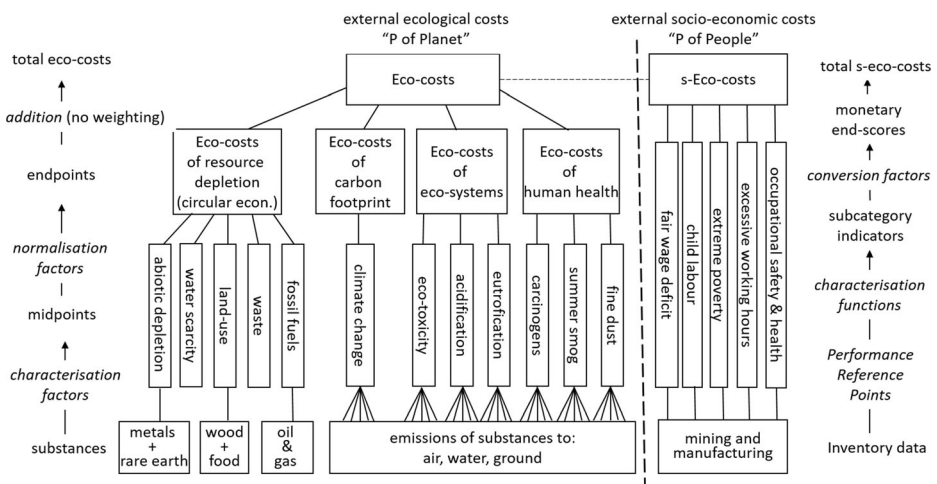 external ecological costs
“P of Planet”
external socio-economic costs
“P of People”
total eco-costs
addition (no weighting)
endpoints
normalisation
factors
midpoints
characterisation
factors
substances
Eco-costs
Eco-costs
of resource
depletion
(circular econ.)
Eco-costs
of
carbon
footprint
Eco-costs
of
eco-systems
Eco-costs
of
human health
abiotic depletion
water scarcity
land-use
waste
fossil fuels
climate change
eco-toxicity
acidification
eutrofication
carcinogens
summer smog
fine dust
metals
+
rare earth
wood
+
food
oil
&
gas
emissions of substances to:
air, water, ground
s-Eco-costs
fair wage deficit
child labour
extreme poverty
excessive working hours
occupational safety & health
mining and
manufacturing
total s-eco-costs
monetary
end-scores
conversion factors
subcategory
indicators
characterisation
functions
Performance
Reference
Points
Inventory data